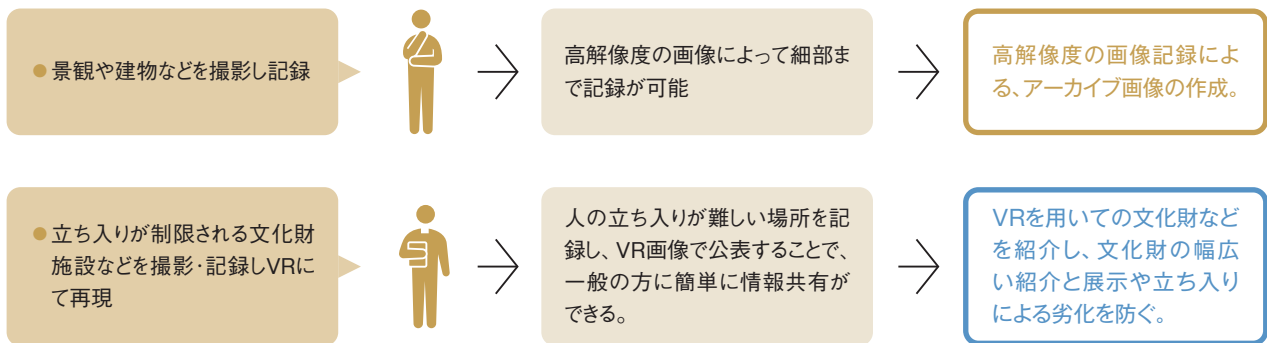 ●景観や建物などを撮影し記録
高解像度の画像によって細部ま
で記録が可能
高解像度の画像記録によ
る、アーカイブ画像の作成。
●立ち入りが制限される文化財
施設などを撮影・記録しVRに
て再現
人の立ち入りが難しい場所を記
録し、VR画像で公表することで、
一般の方に簡単に情報共有が
できる。
VRを用いての文化財など
を紹介し、文化財の幅広
い紹介と展示や立ち入り
による劣化を防ぐ。